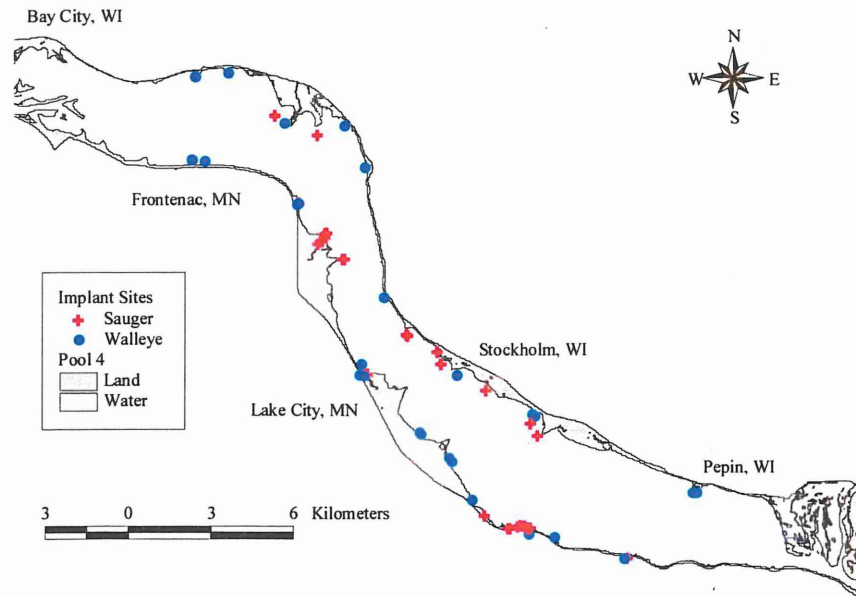 Bay City, WI
N
W E
S
Frontenac, MN
Implant Sites
Sauger
Walleye
Pool 4
Land
Water
Stockholm, WI
Lake City, MN
Pepin, WI
3 0 3 6 Kilometers